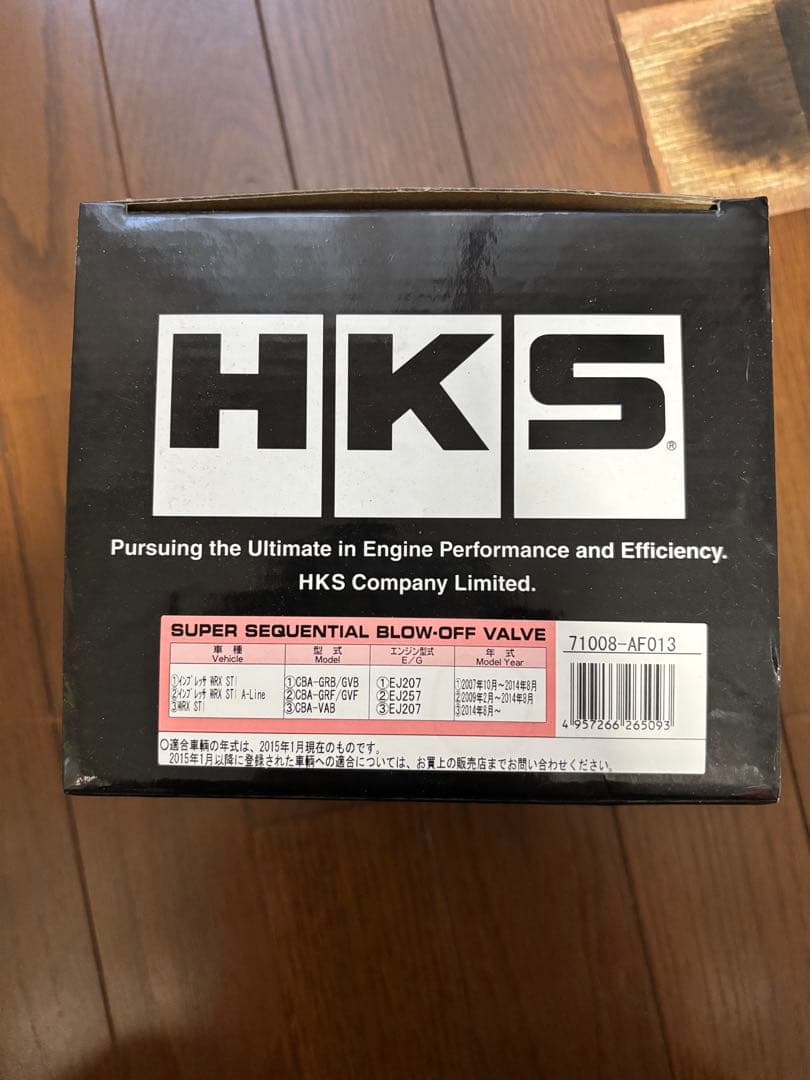 HKS®
Pursuing the Ultimate in Engine Performance and Efficiency.
HKS Company Limited.
SUPER SEQUENTIAL BLOW-OFF VALVE
71008-AF013
車種 型式 エンジン型式 年式
Vehicle Model E/G Model Year
①インプレッサ WRX STI ①CBA-GRB/GVB ①EJ207 ①2007年10月～2014年8月
②インプレッサ WRX STI A-Line ②CBA-GRF/GVF ②EJ257 ②2009年2月～2014年8月
③WRX STI ③CBA-VAB ③EJ207 ③2014年8月～
4 957266 265093
○適合車輌の年式は、2015年1月現在のものです。
2015年1月以降に登録された車輌への適合については、お買上の販売店までお問い合わせください。